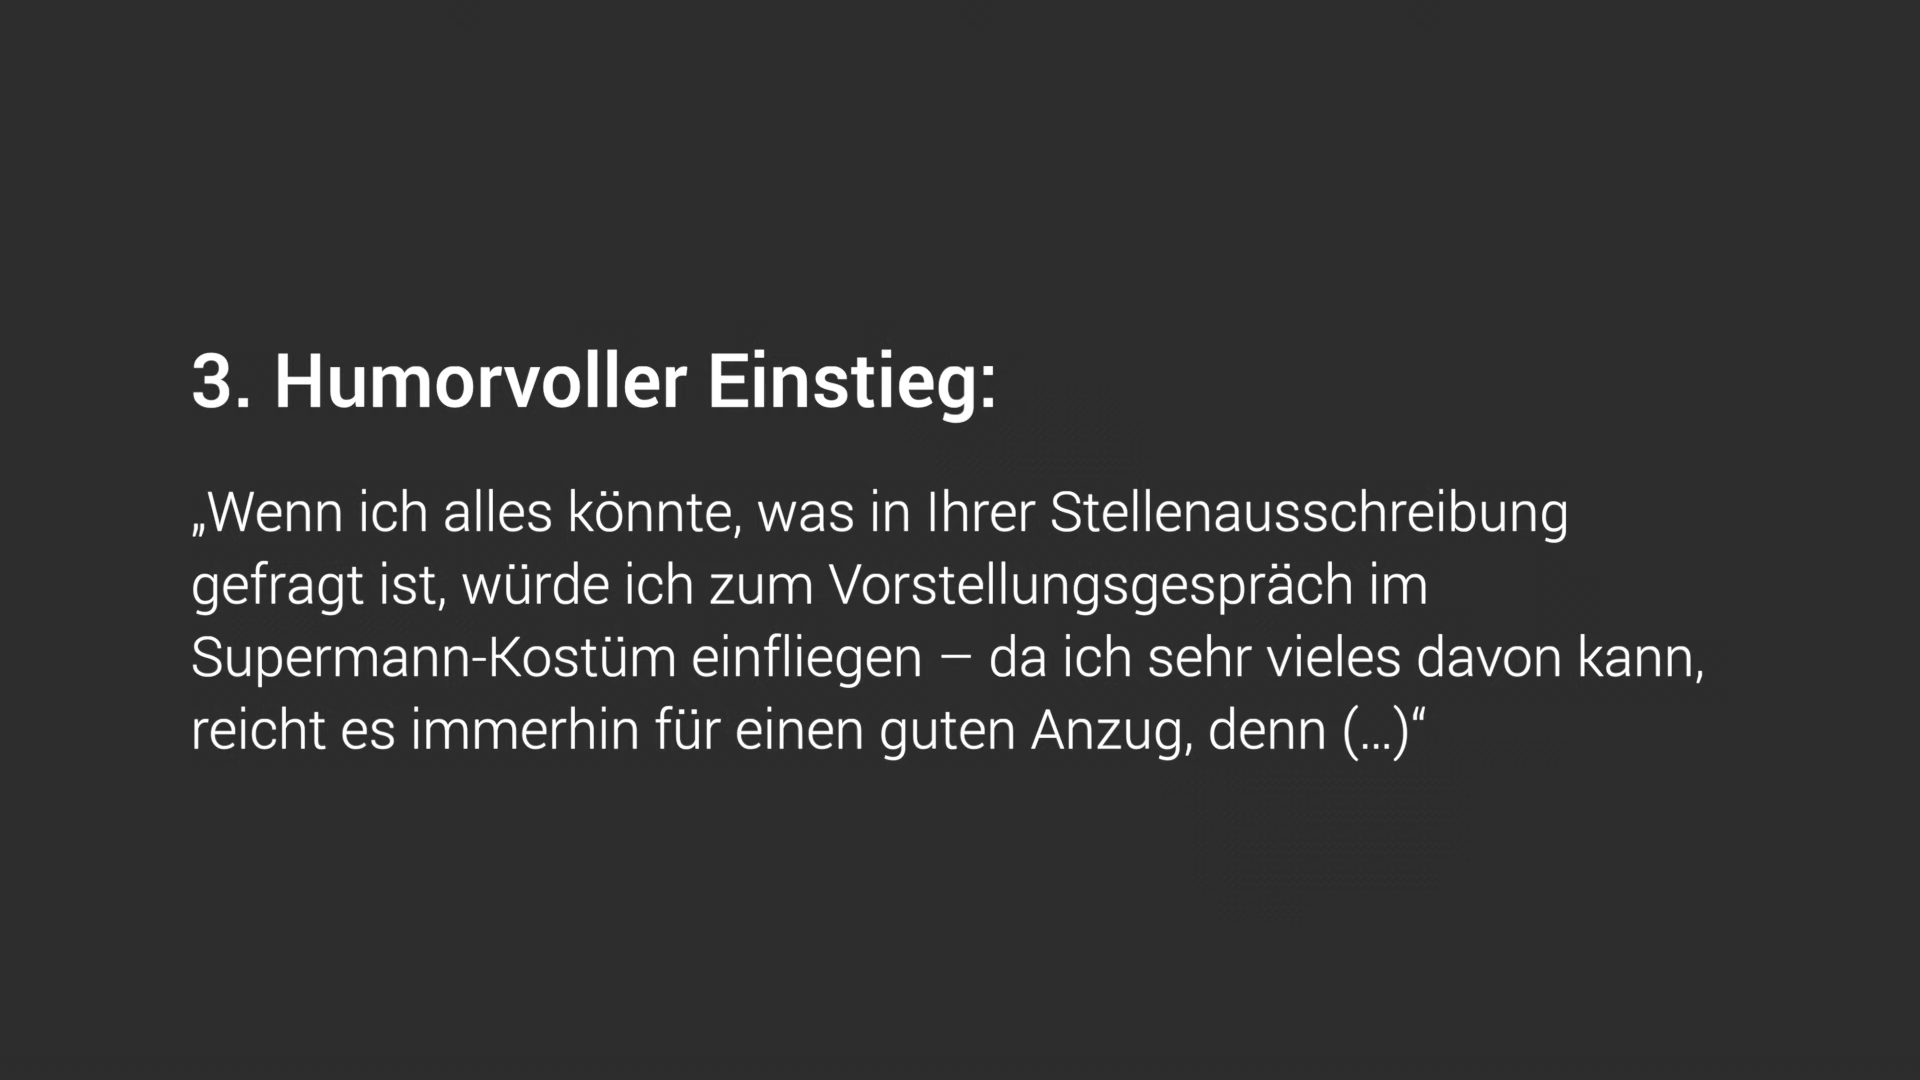 3. Humorvoller Einstieg:
„Wenn ich alles könnte, was in Ihrer Stellenausschreibung
gefragt ist, würde ich zum Vorstellungsgespräch im
Supermann-Kostüm einfliegen – da ich sehr vieles davon kann,
reicht es immerhin für einen guten Anzug, denn (…)“